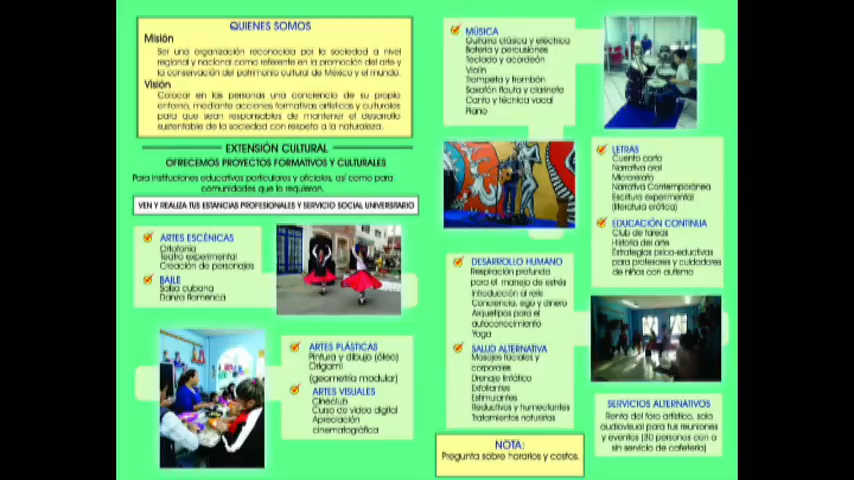 QUIENES SOMOS
Misión
Ser una organización reconocida por la sociedad a nivel
regional y nacional como referente en la promoción del arte y
la conservación del patrimonio cultural de México y el mundo.
Visión
Colocar en las personas una conciencia de su propio
entorno, mediante acciones formativas artísticas y culturales
para que sean responsables de mantener el desarrollo
sustentable de la sociedad con respeto a la naturaleza.
EXTENSIÓN CULTURAL
OFRECEMOS PROYECTOS FORMATIVOS Y CULTURALES
Para instituciones educativas particulares y oficiales, así como para
comunidades que lo requieran.
VEN Y REALIZA TUS ESTANCIAS PROFESIONALES Y SERVICIO SOCIAL UNIVERSITARIO
ARTES ESCÉNICAS
Ortofonía
Teatro experimental
Creación de personajes
BAILE
Salsa cubana
Danza flamenca
ARTES PLÁSTICAS
Pintura y dibujo (óleo)
Origami
(geometría modular)
ARTES VISUALES
Cineclub
Curso de video digital
Apreciación
cinematográfica
MÚSICA
Guitarra clásica y eléctrica
Batería y percusiones
Teclado y acordeón
Violín
Trompeta y trombón
Saxofón flauta y clarinete
Canto y técnica vocal
Piano
DESARROLLO HUMANO
Respiración profunda
para el manejo de estrés
Introducción al reiki
Conciencia, ego y dinero
Arquetipos para el
autoconocimiento
Yoga
SALUD ALTERNATIVA
Masajes faciales y
corporales
Drenaje linfático
Exfoliantes
Estimulantes
Reductivos y humectantes
Tratamientos naturistas
NOTA:
Pregunta sobre horarios y costos.
LETRAS
Cuento corto
Narrativa oral
Microrrelato
Narrativa Contemporánea
Escritura experimental
(literatura erótica)
EDUCACIÓN CONTINUA
Club de tareas
Historia del arte
Estrategias psico-educativas
para profesores y cuidadores
de niños con autismo
SERVICIOS ALTERNATIVOS
Renta del foro artístico, sala
audiovisual para tus reuniones
y eventos (30 personas con o
sin servicio de cafetería)